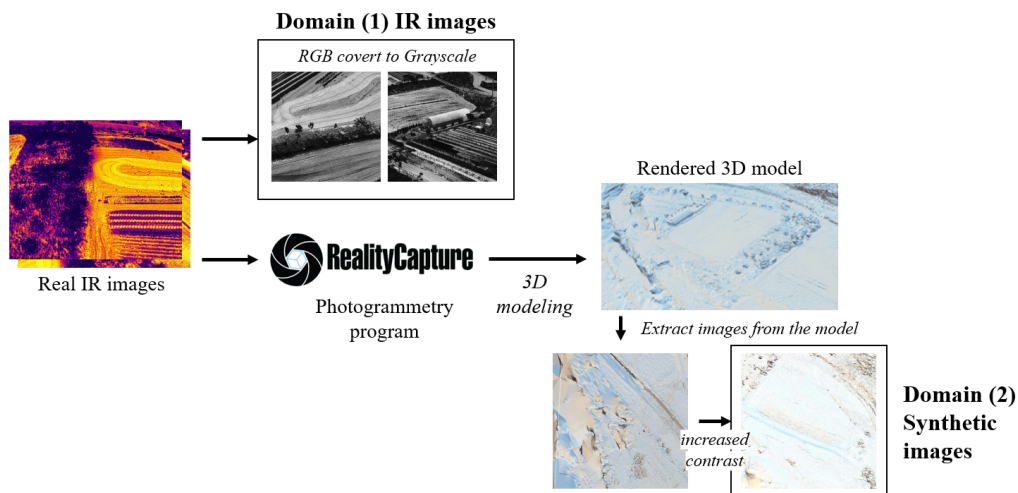 Domain (1) IR images
RGB covert to Grayscale
Real IR images
RealityCapture
Photogrammetry
program
3D
modeling
Rendered 3D model
Extract images from the model
increased
contrast
Domain (2)
Synthetic
images